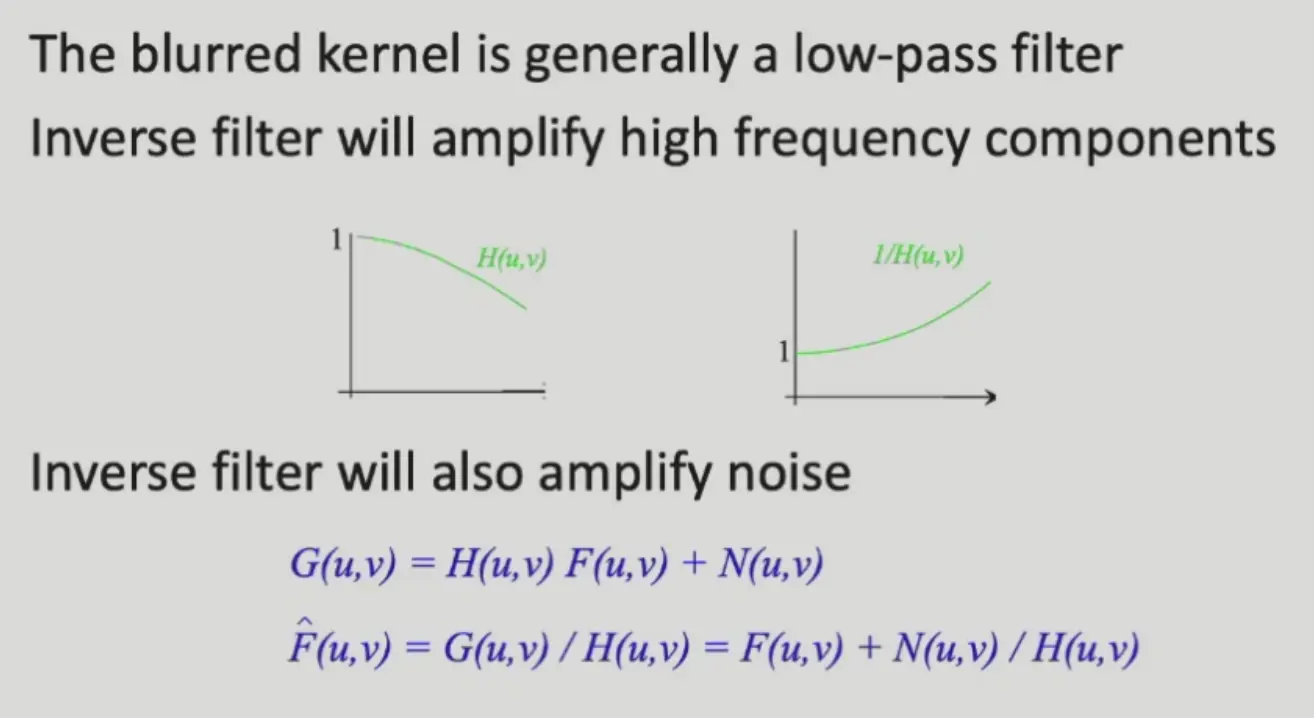 The blurred kernel is generally a low-pass filter
Inverse filter will amplify high frequency components
1
H(u,v)
1/H(u,v)
1
Inverse filter will also amplify noise
G(u,v) = H(u,v) F(u,v) + N(u,v)
F̂(u,v) = G(u,v) / H(u,v) = F(u,v) + N(u,v) / H(u,v)